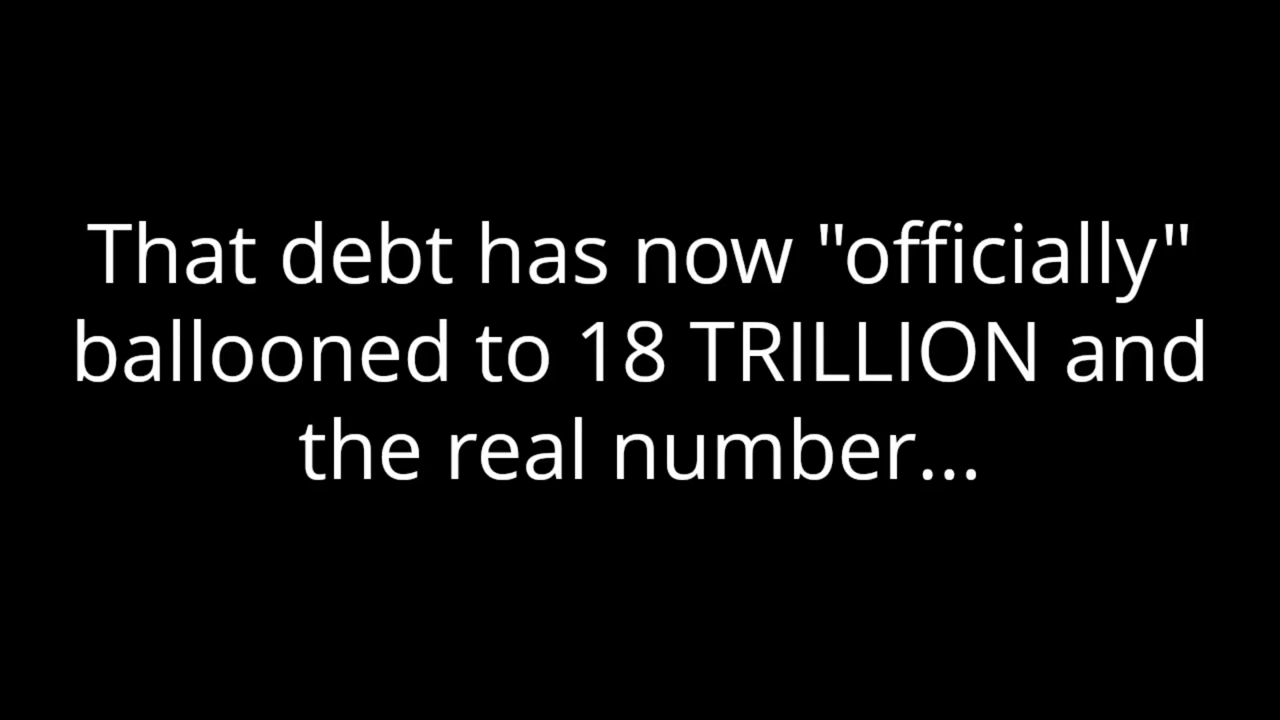 That debt has now "officially"
ballooned to 18 TRILLION and
the real number...